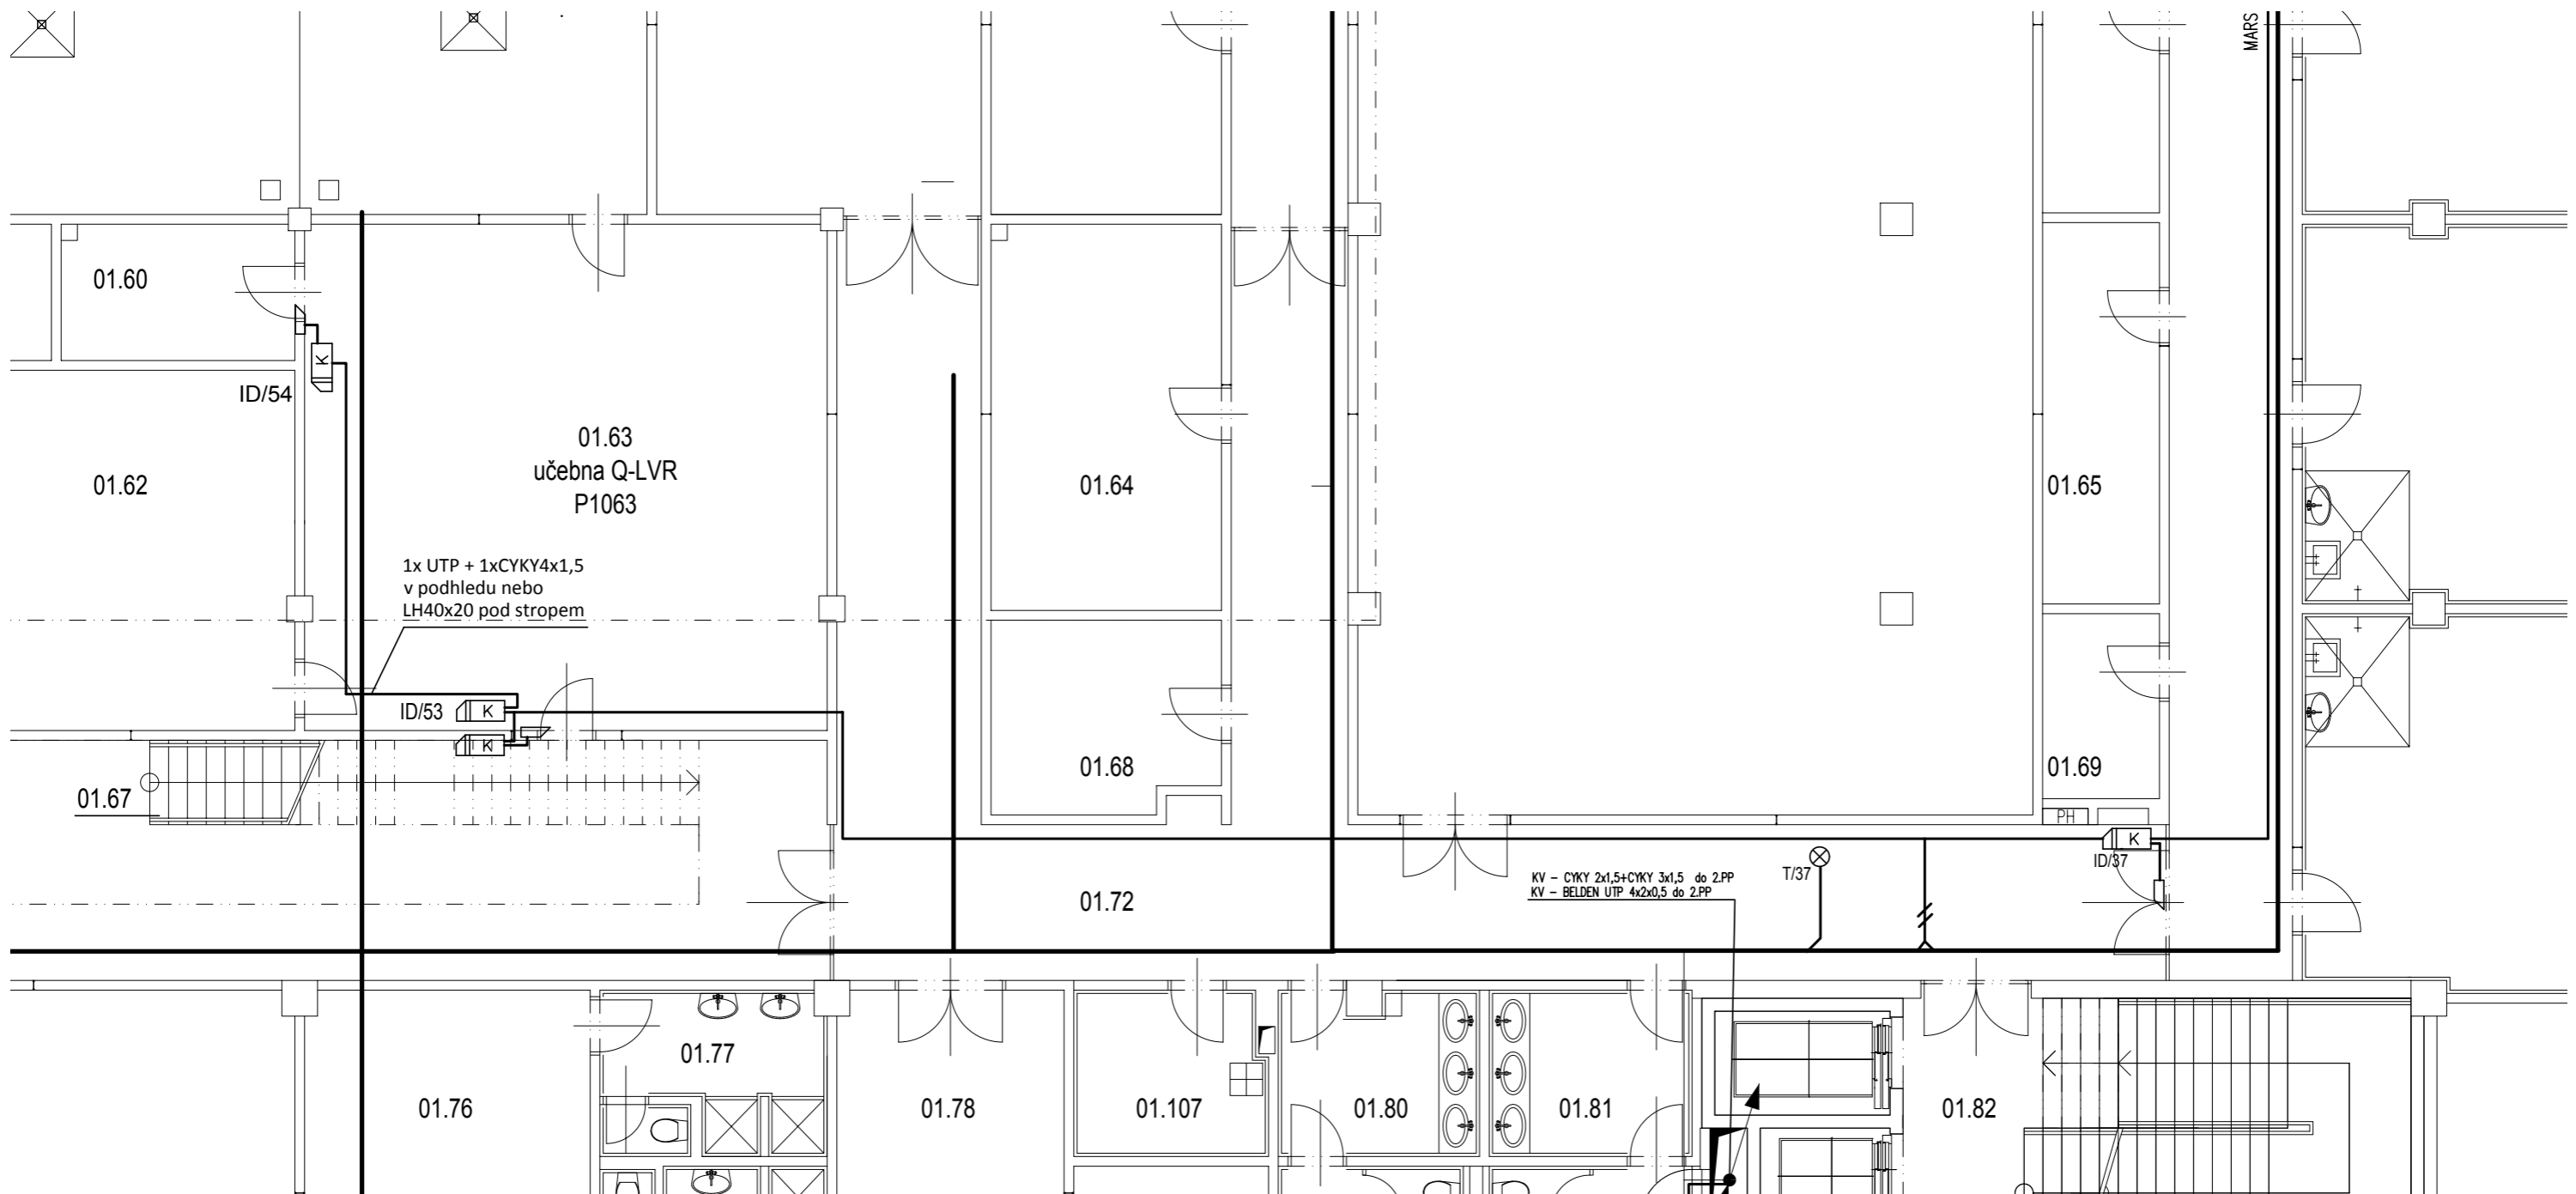 MARS
01.60
K
ID/54
01.62
01.63
učebna Q-LVR
P1063
01.64
01.65
1x UTP + 1xCYKY4x1,5
v podhledu nebo
LH40x20 pod stropem
ID/53
K
K
01.67
01.68
01.69
PH
K
ID/37
T/37
KV – CYKY 2x1,5+CYKY 3x1,5 do 2.PP
KV – BELDEN UTP 4x2x0,5 do 2.PP
01.72
01.77
01.76
01.78
01.107
01.80
01.81
01.82